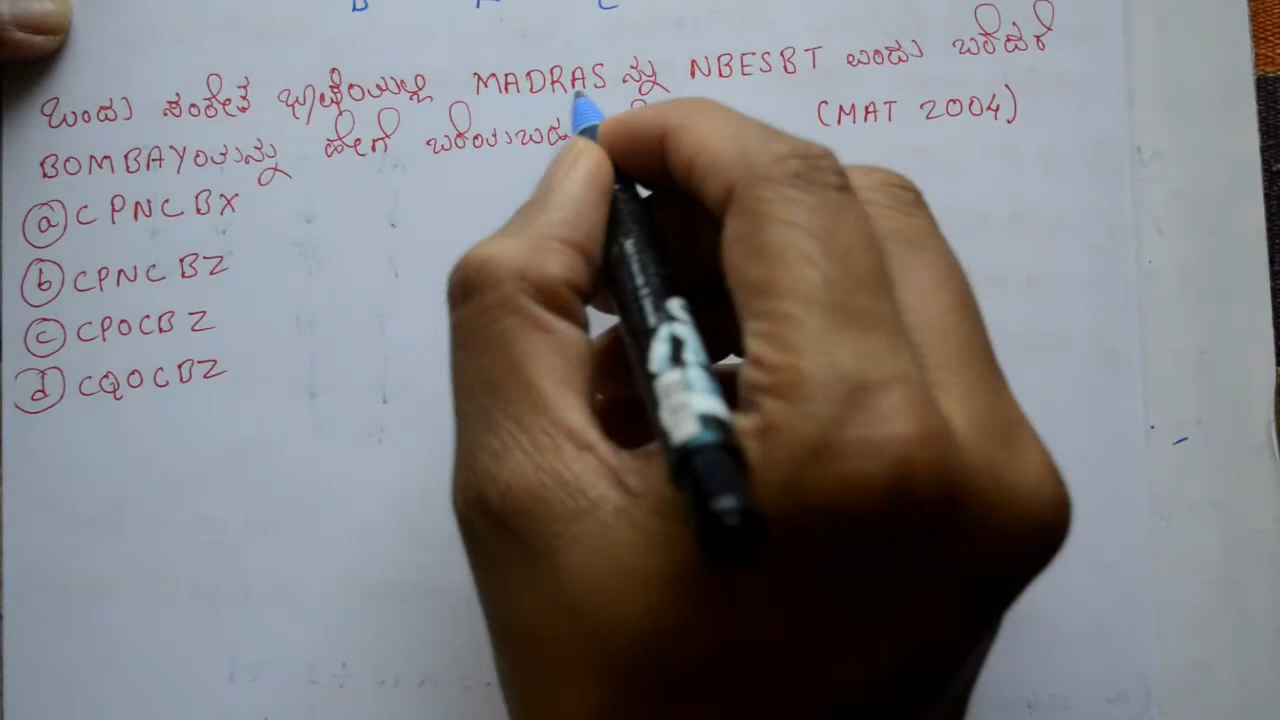 ಒಂದು ಸಂಕೇತ ಭಾಷೆಯಲ್ಲಿ MADRAS ನ್ನು NBESBT ಎಂದು ಬರೆದರೆ
BOMBAYಯನ್ನು ಹೇಗೆ (MAT 2004)
(a) CPNCBX
(b) CPNCBZ
(c) CPOCBZ
(d) CQOCBZ